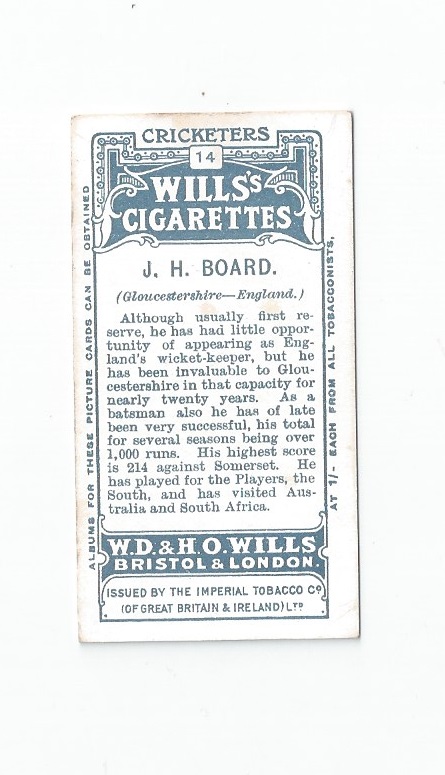 CRICKETERS
14
WILLS'S
CIGARETTES
J. H. BOARD.
(Gloucestershire—England.)
Although usually first re-
serve, he has had little oppor-
tunity of appearing as Eng-
land's wicket-keeper, but he
has been invaluable to Glou-
cestershire in that capacity for
nearly twenty years. As a
batsman also he has of late
been very successful, his total
for several seasons being over
1,000 runs. His highest score
is 214 against Somerset. He
has played for the Players, the
South, and has visited Aus-
tralia and South Africa.
W.D. & H.O. WILLS
BRISTOL & LONDON.
ISSUED BY THE IMPERIAL TOBACCO Co.
(OF GREAT BRITAIN & IRELAND) LTD
ALBUMS FOR THESE PICTURE CARDS CAN BE OBTAINED
AT 1/- EACH FROM ALL TOBACCONISTS.